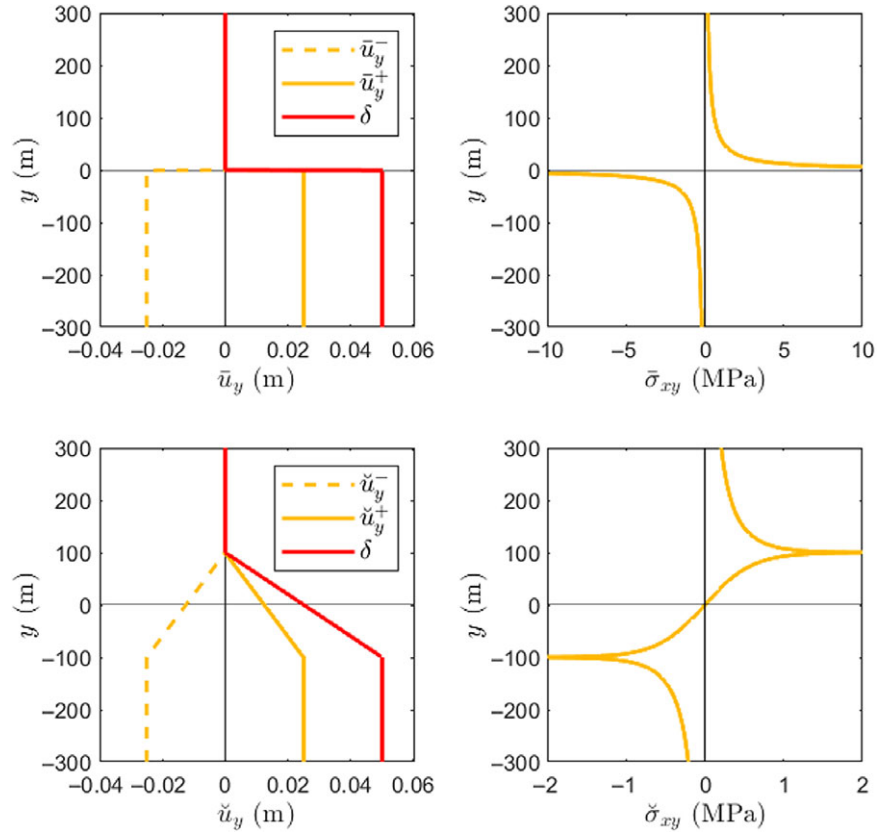 300
200
100
0
−100
−200
−300
y (m)
−0.04 −0.02 0 0.02 0.04 0.06
ū_y (m)
ū_y^−
ū_y^+
δ
300
200
100
0
−100
−200
−300
y (m)
−10 −5 0 5 10
σ̄_xy (MPa)
300
200
100
0
−100
−200
−300
y (m)
−0.04 −0.02 0 0.02 0.04 0.06
ŭ_y (m)
ŭ_y^−
ŭ_y^+
δ
300
200
100
0
−100
−200
−300
y (m)
−2 −1 0 1 2
σ̆_xy (MPa)